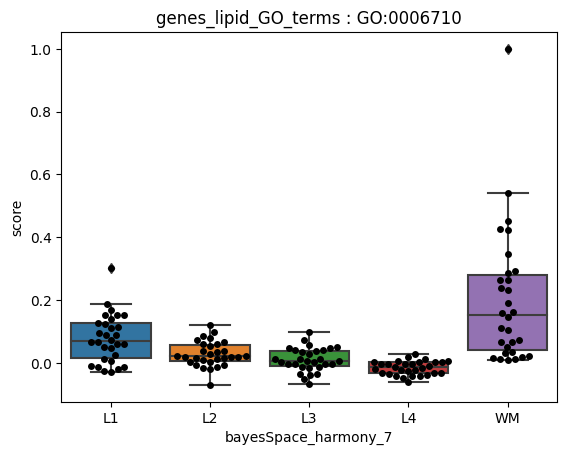 genes_lipid_GO_terms : GO:0006710
1.0
0.8
0.6
0.4
0.2
0.0
score
L1 L2 L3 L4 WM
bayesSpace_harmony_7